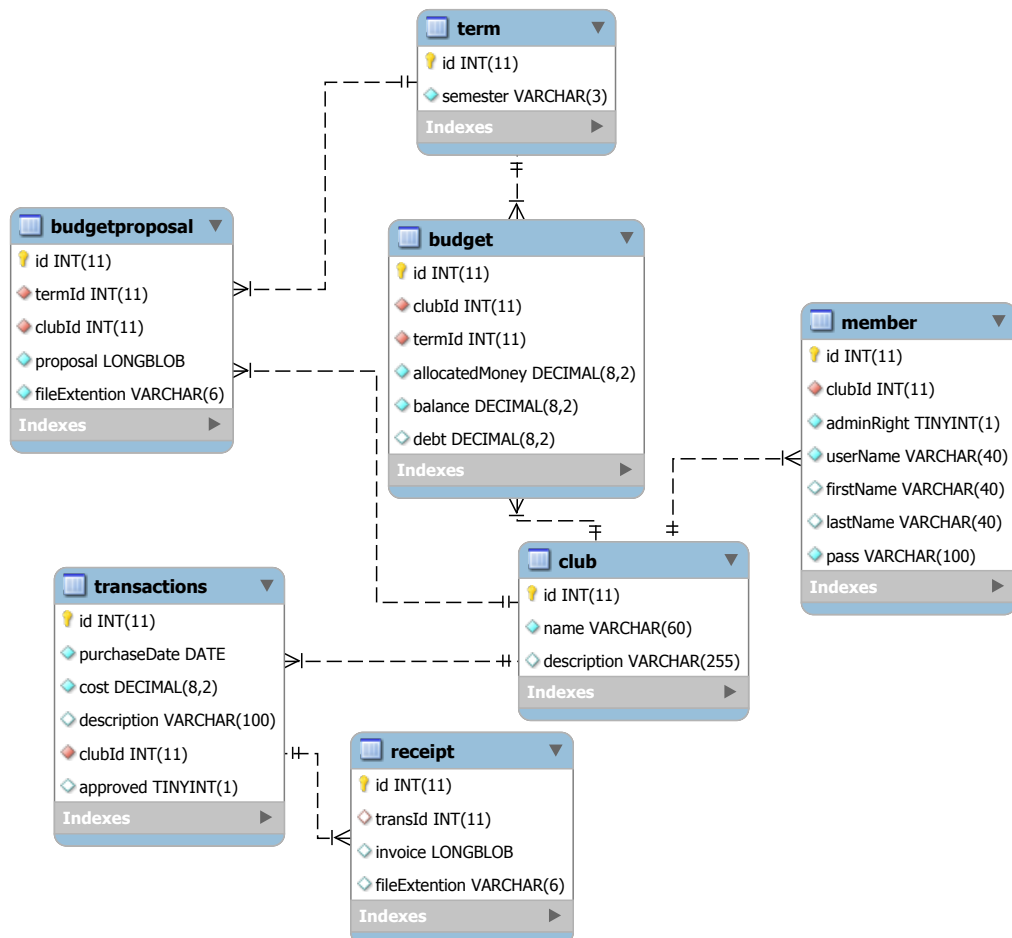 term
id INT(11)
semester VARCHAR(3)
Indexes
budgetproposal
id INT(11)
termId INT(11)
clubId INT(11)
proposal LONGBLOB
fileExtention VARCHAR(6)
Indexes
budget
id INT(11)
clubId INT(11)
termId INT(11)
allocatedMoney DECIMAL(8,2)
balance DECIMAL(8,2)
debt DECIMAL(8,2)
Indexes
member
id INT(11)
clubId INT(11)
adminRight TINYINT(1)
userName VARCHAR(40)
firstName VARCHAR(40)
lastName VARCHAR(40)
pass VARCHAR(100)
Indexes
club
id INT(11)
name VARCHAR(60)
description VARCHAR(255)
Indexes
transactions
id INT(11)
purchaseDate DATE
cost DECIMAL(8,2)
description VARCHAR(100)
clubId INT(11)
approved TINYINT(1)
Indexes
receipt
id INT(11)
transId INT(11)
invoice LONGBLOB
fileExtention VARCHAR(6)
Indexes